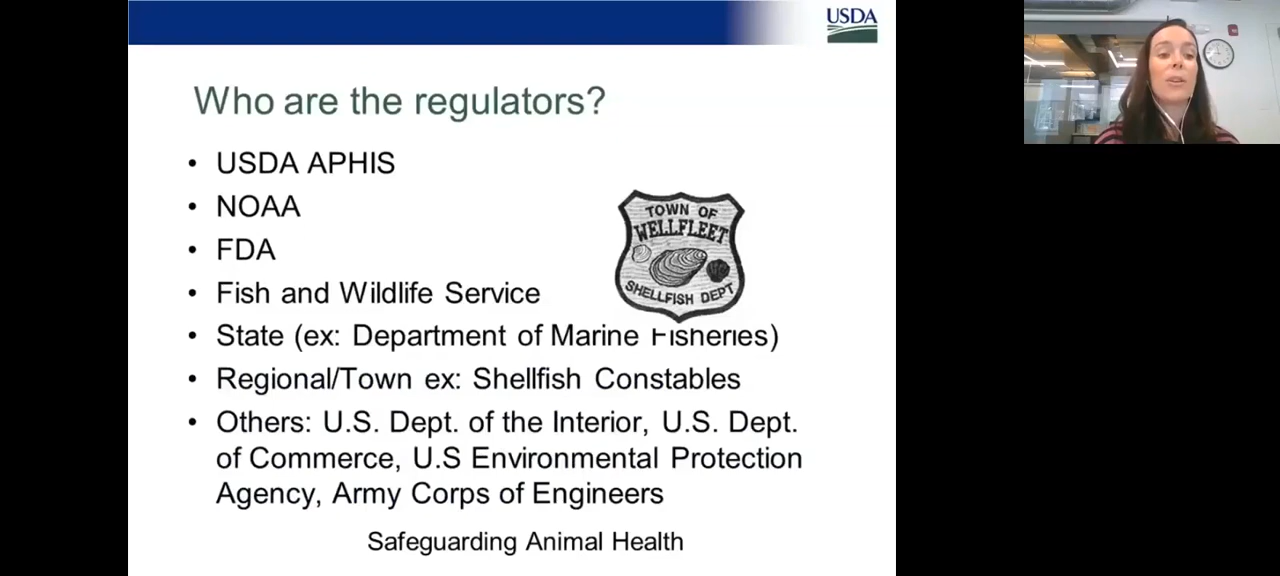 USDA
Who are the regulators?
• USDA APHIS
• NOAA
• FDA
• Fish and Wildlife Service
• State (ex: Department of Marine Fisheries)
• Regional/Town ex: Shellfish Constables
• Others: U.S. Dept. of the Interior, U.S. Dept.
of Commerce, U.S Environmental Protection
Agency, Army Corps of Engineers
TOWN OF
WELLFLEET
SHELLFISH DEPT
Safeguarding Animal Health